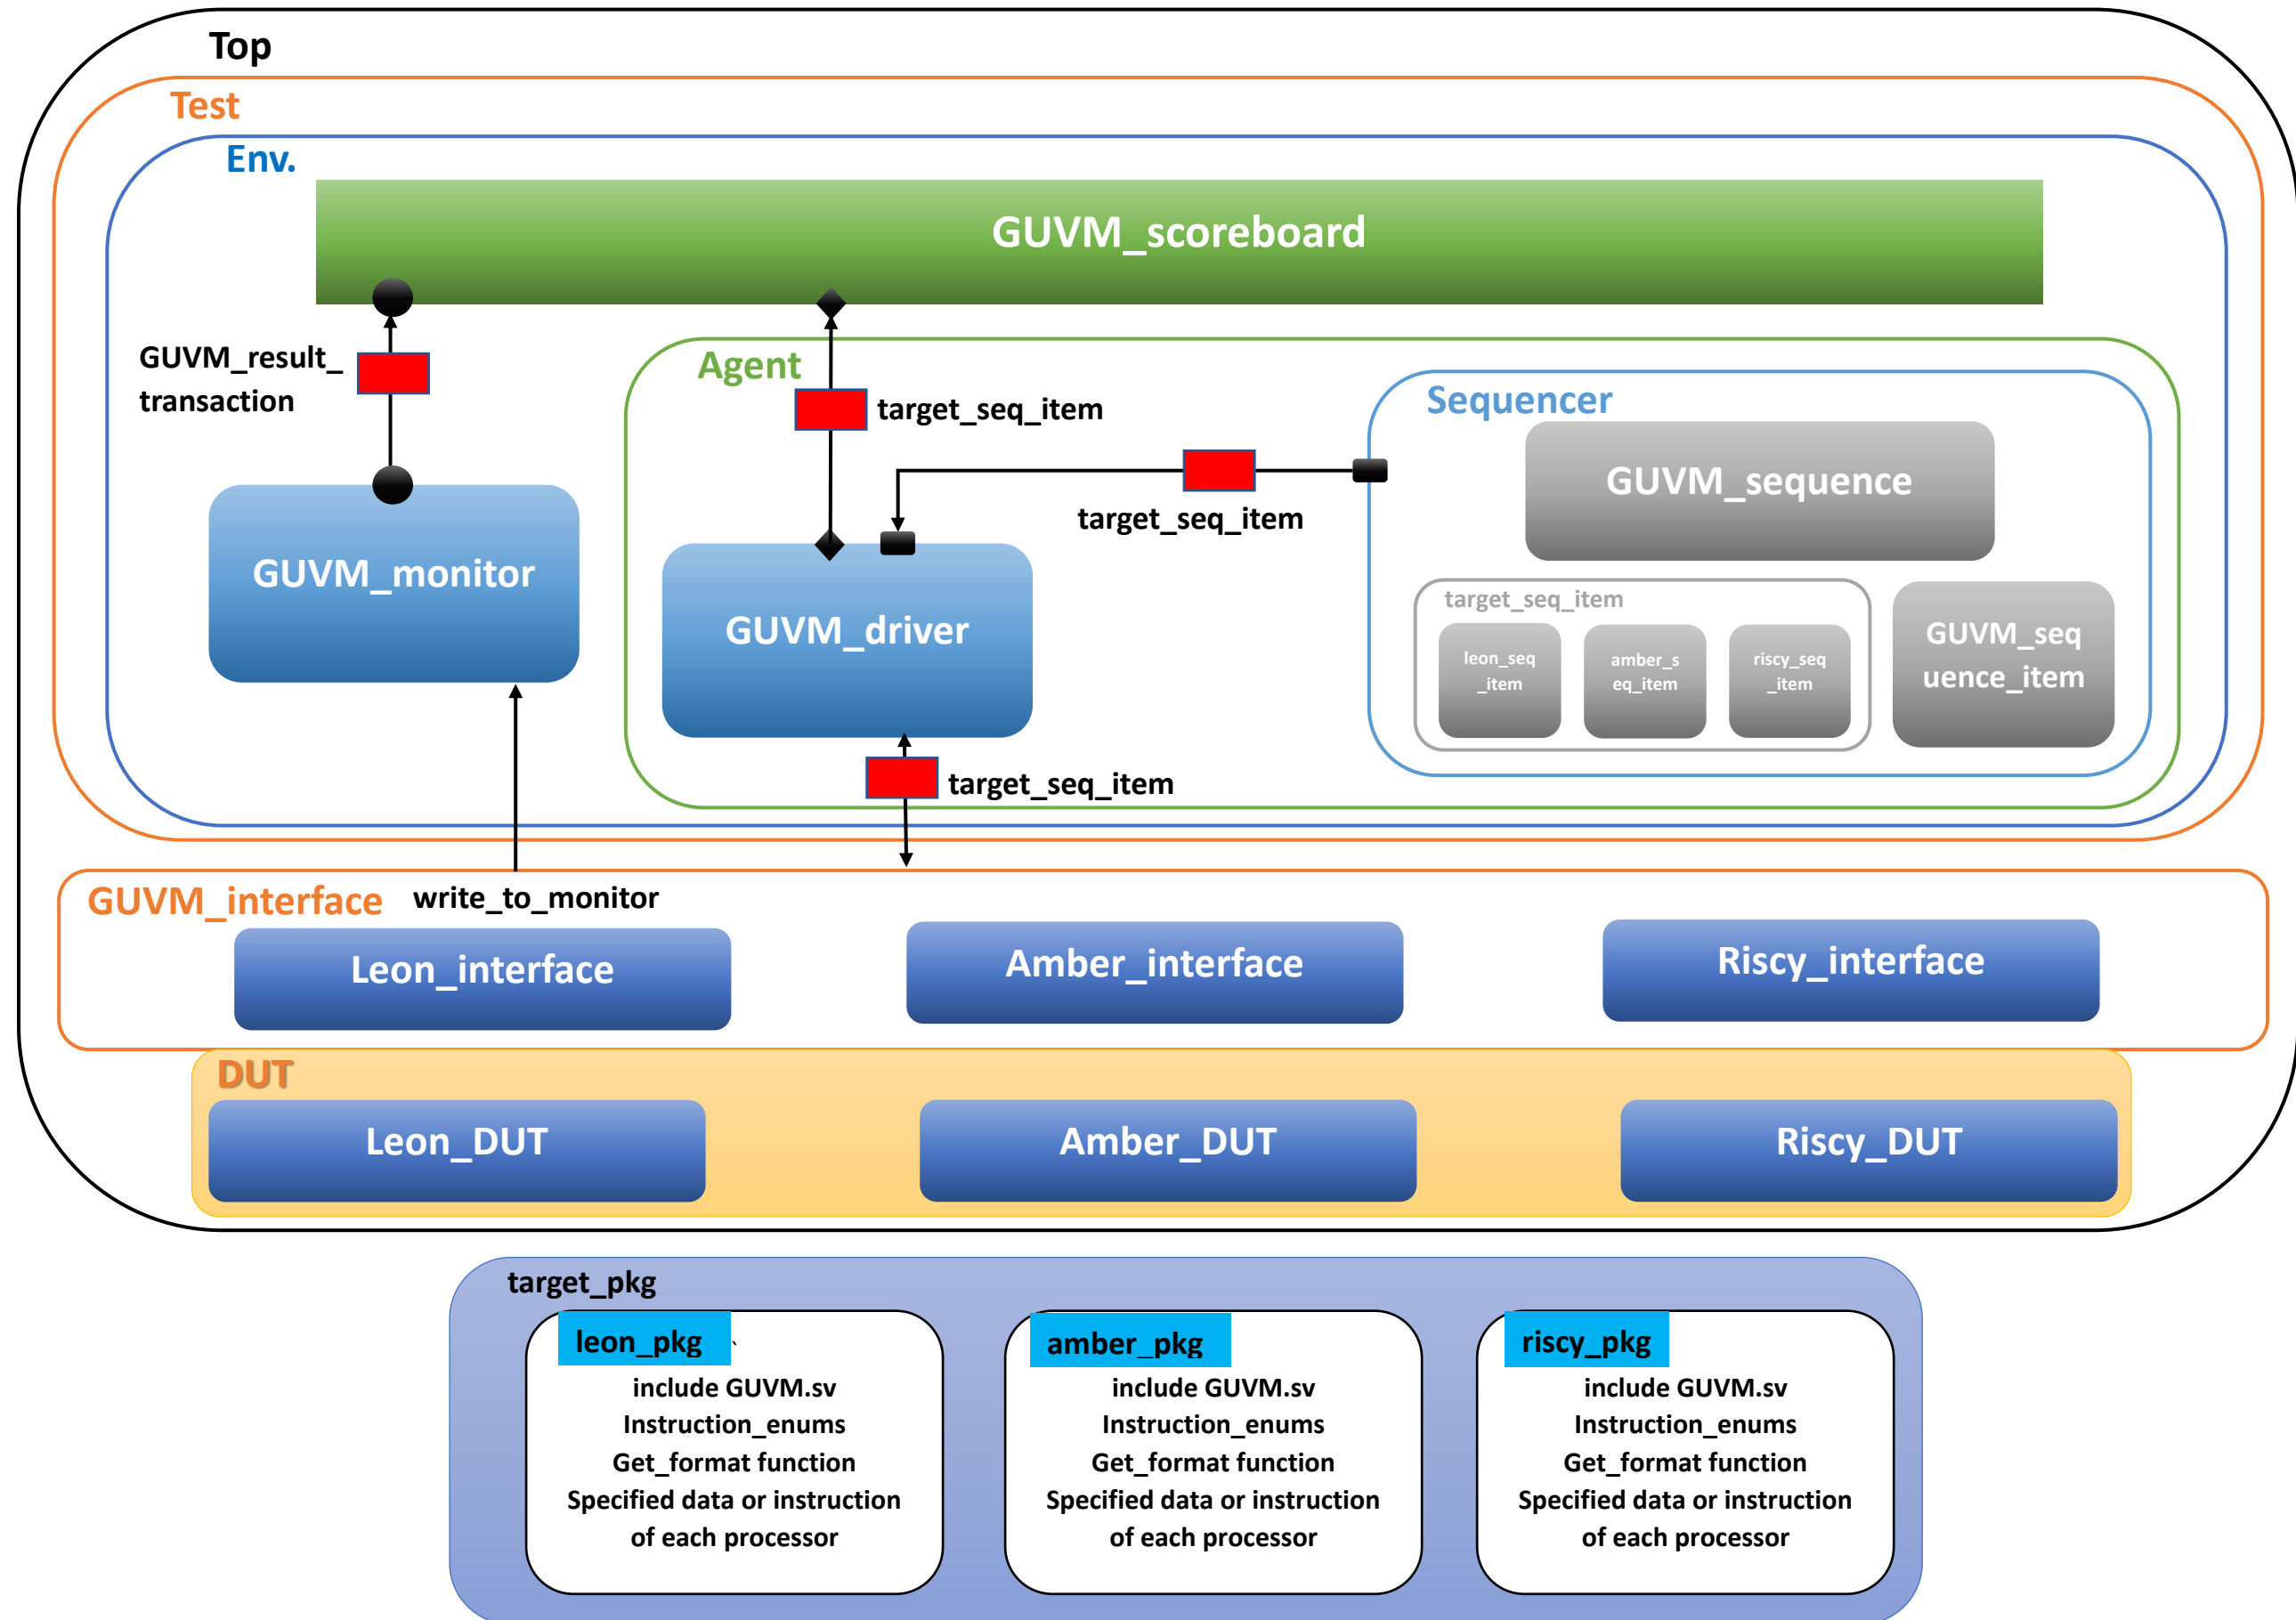 Top
Test
Env.
GUVM_scoreboard
GUVM_result_
transaction
Agent
target_seq_item
Sequencer
GUVM_sequence
target_seq_item
GUVM_monitor
GUVM_driver
target_seq_item
leon_seq
_item
amber_s
eq_item
riscy_seq
_item
GUVM_seq
uence_item
target_seq_item
GUVM_interface
write_to_monitor
Leon_interface
Amber_interface
Riscy_interface
DUT
Leon_DUT
Amber_DUT
Riscy_DUT
target_pkg
leon_pkg `
include GUVM.sv
Instruction_enums
Get_format function
Specified data or instruction
of each processor
amber_pkg
include GUVM.sv
Instruction_enums
Get_format function
Specified data or instruction
of each processor
riscy_pkg
include GUVM.sv
Instruction_enums
Get_format function
Specified data or instruction
of each processor